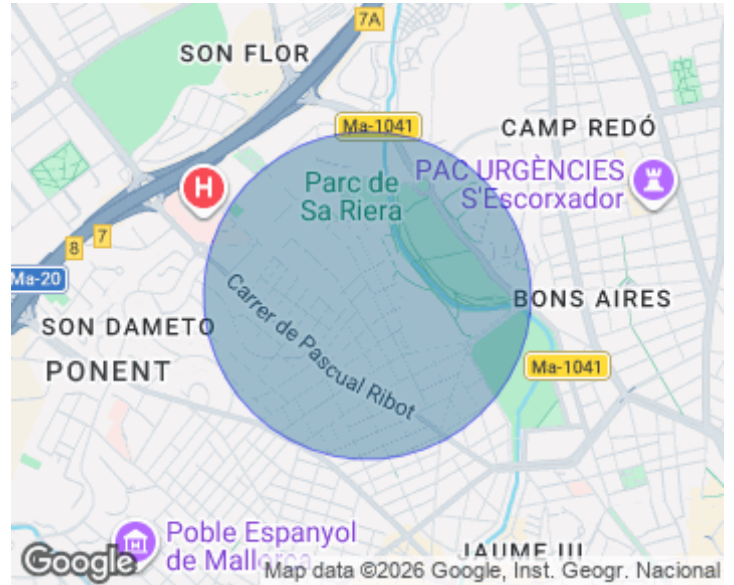 7A
SON FLOR
Ma-1041
CAMP REDÓ
PAC URGÈNCIES
S'Escorxador
Parc de
Sa Riera
H
8
7
Ma-20
Carrer de Pascual Ribot
BONS AIRES
SON DAMETO
PONENT
Ma-1041
Poble Espanyol
de Mallorca
JAUME III
Google
Map data ©2026 Google, Inst. Geogr. Nacional